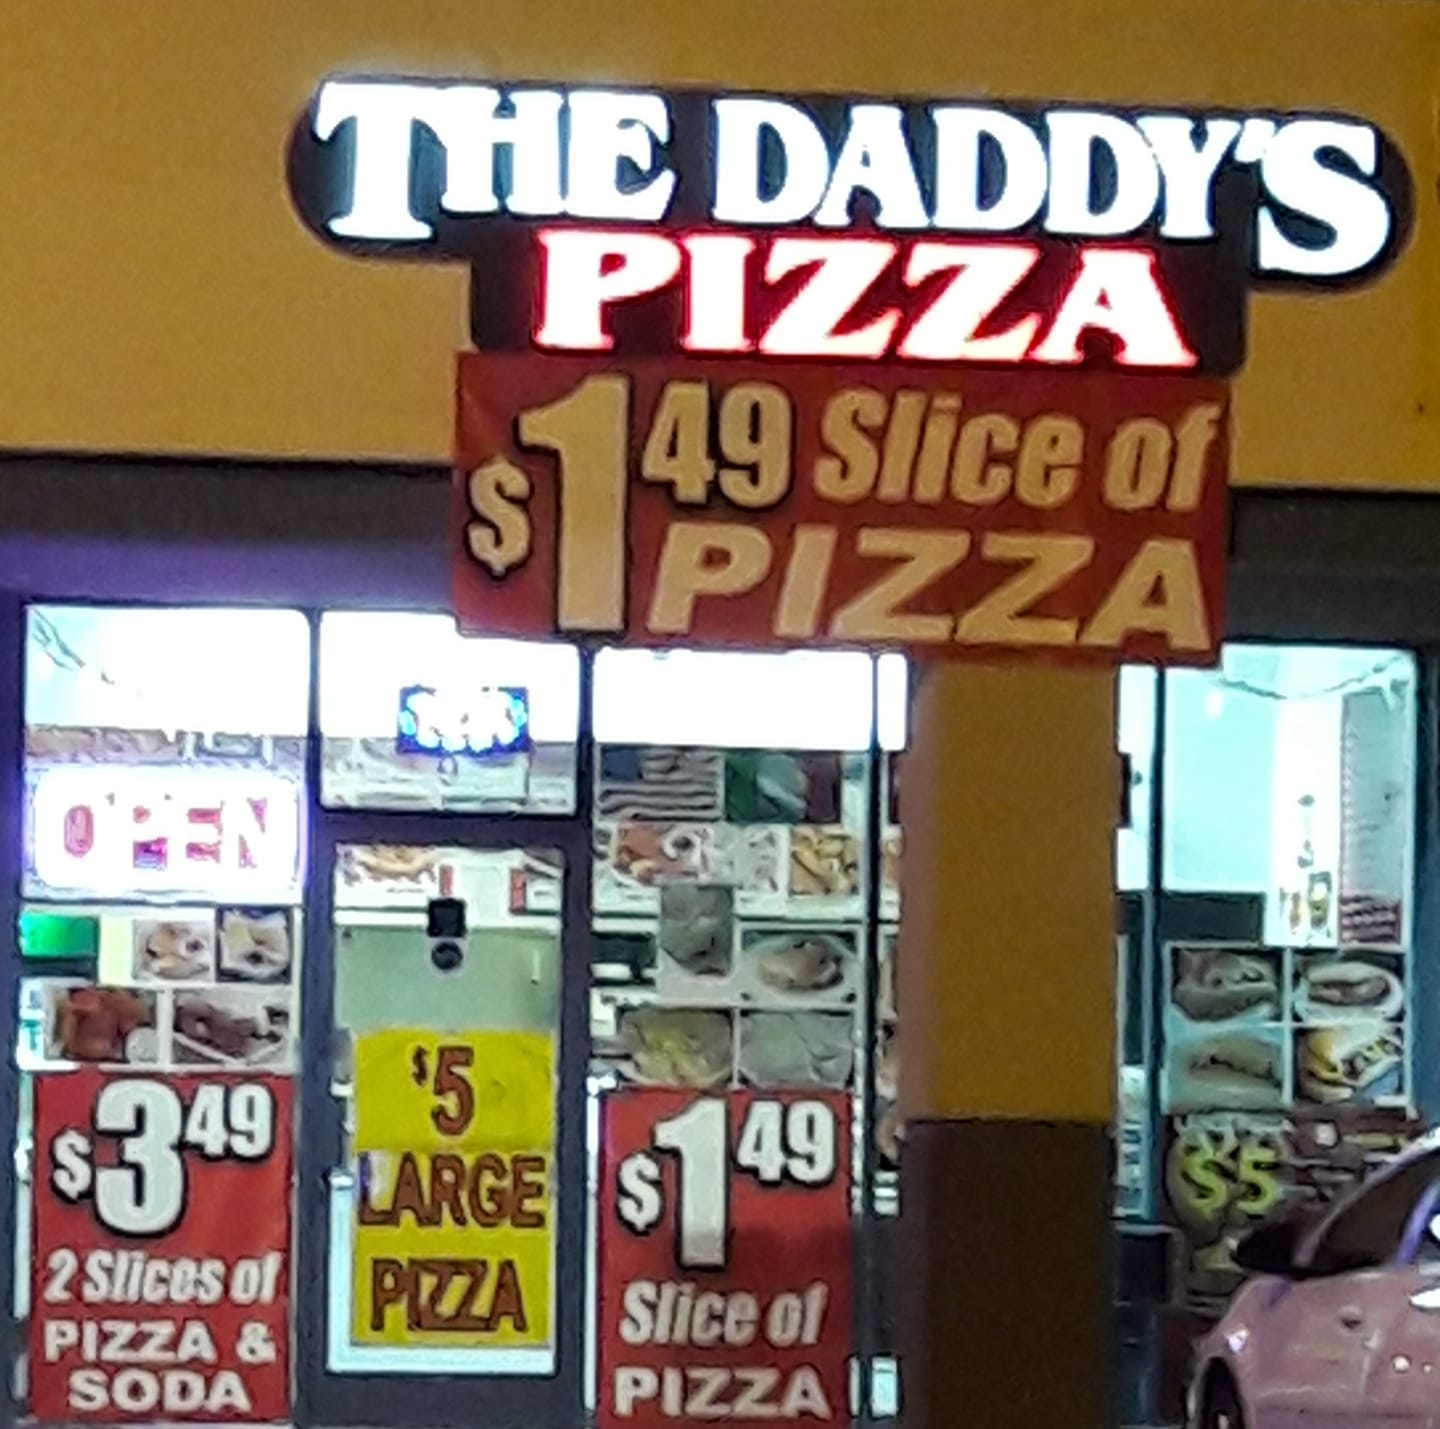 THE DADDY'S
PIZZA
$1 49 Slice of
PIZZA
OPEN
$3 49
2 Slices of
PIZZA &
SODA
$5
LARGE
PIZZA
$1 49
Slice of
PIZZA
$5